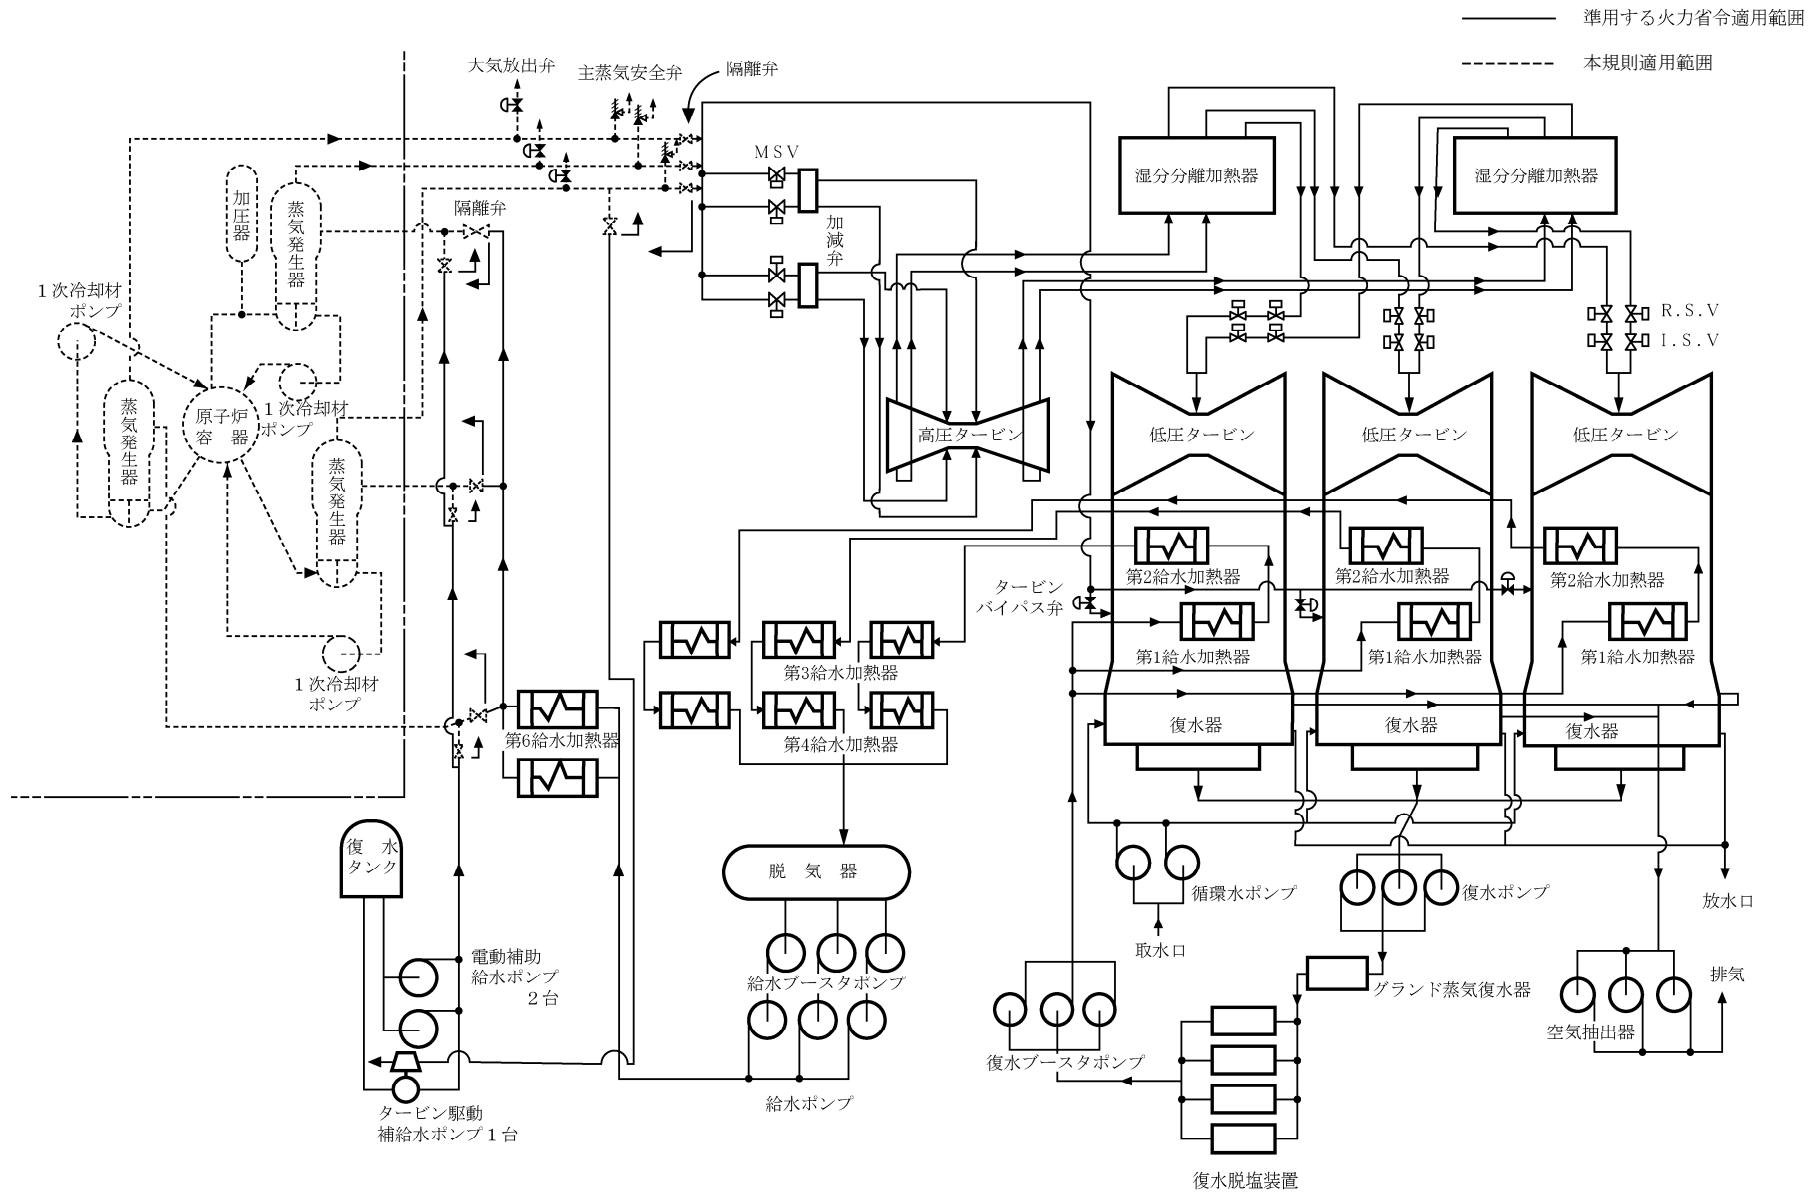 準用する火力省令適用範囲
本規則適用範囲
大気放出弁
主蒸気安全弁
隔離弁
MSV
加減弁
湿分分離加熱器
湿分分離加熱器
加圧器
蒸気発生器
隔離弁
1次冷却材
ポンプ
R.S.V
I.S.V
蒸気発生器
原子炉
容器
1次冷却材
ポンプ
蒸気発生器
高圧タービン
低圧タービン
低圧タービン
低圧タービン
第2給水加熱器
第2給水加熱器
第2給水加熱器
タービン
バイパス弁
第1給水加熱器
第1給水加熱器
第1給水加熱器
第3給水加熱器
1次冷却材
ポンプ
第6給水加熱器
第4給水加熱器
復水器
復水器
復水器
復水
タンク
脱気器
循環水ポンプ
復水ポンプ
放水口
取水口
電動補助
給水ポンプ
2台
給水ブースタポンプ
グランド蒸気復水器
排気
空気抽出器
復水ブースタポンプ
給水ポンプ
タービン駆動
補給水ポンプ1台
復水脱塩装置